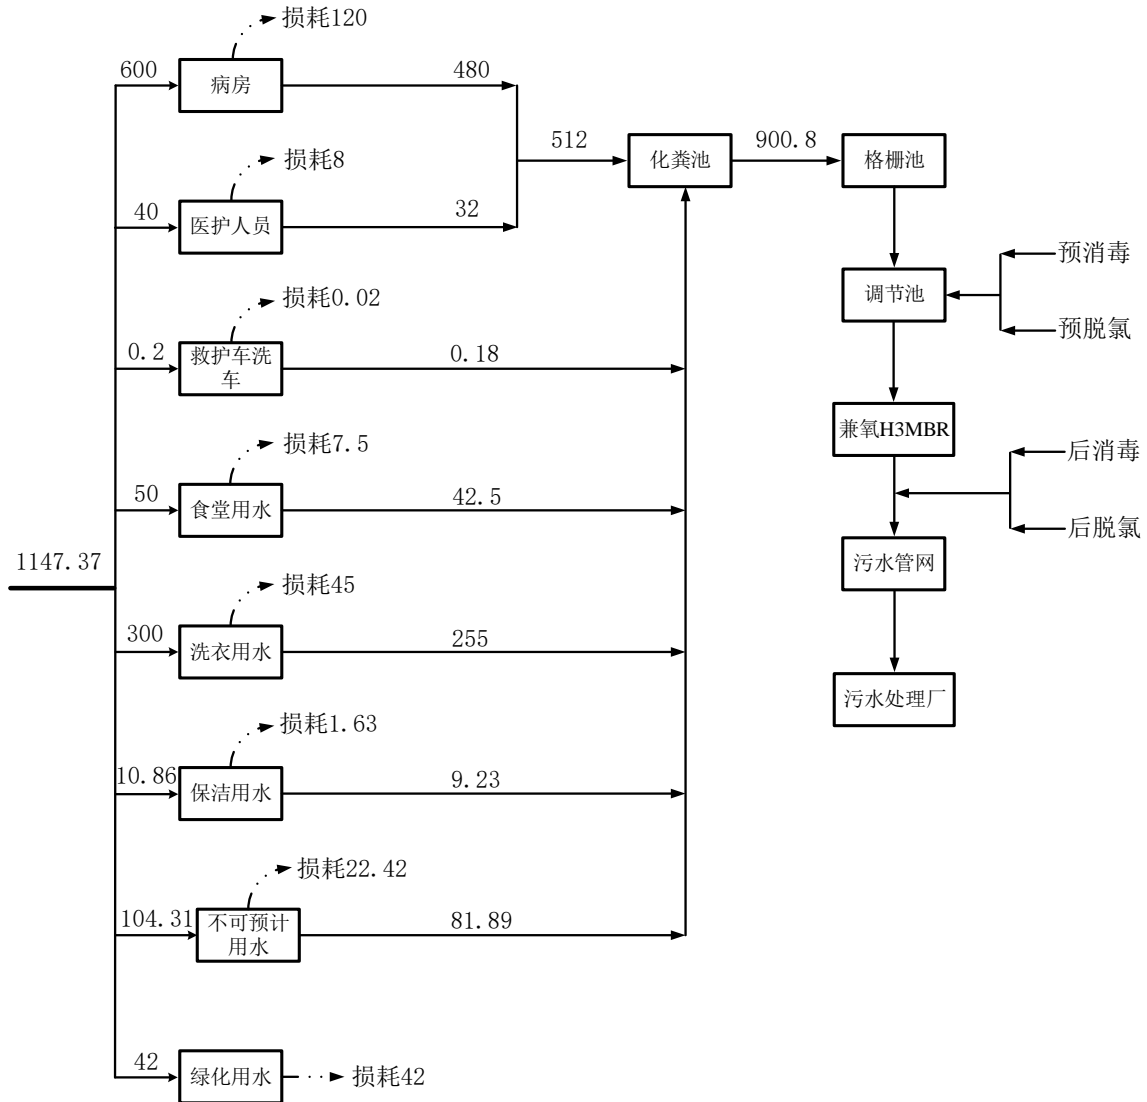 损耗120
600
病房
480
损耗8
512
化粪池
900.8
格栅池
40
医护人员
32
预消毒
损耗0.02
调节池
预脱氯
0.2
救护车洗
车
0.18
兼氧H3MBR
损耗7.5
后消毒
50
食堂用水
42.5
后脱氯
1147.37
污水管网
损耗45
300
洗衣用水
255
污水处理厂
损耗1.63
10.86
保洁用水
9.23
损耗22.42
104.31
不可预计
用水
81.89
42
绿化用水
损耗42